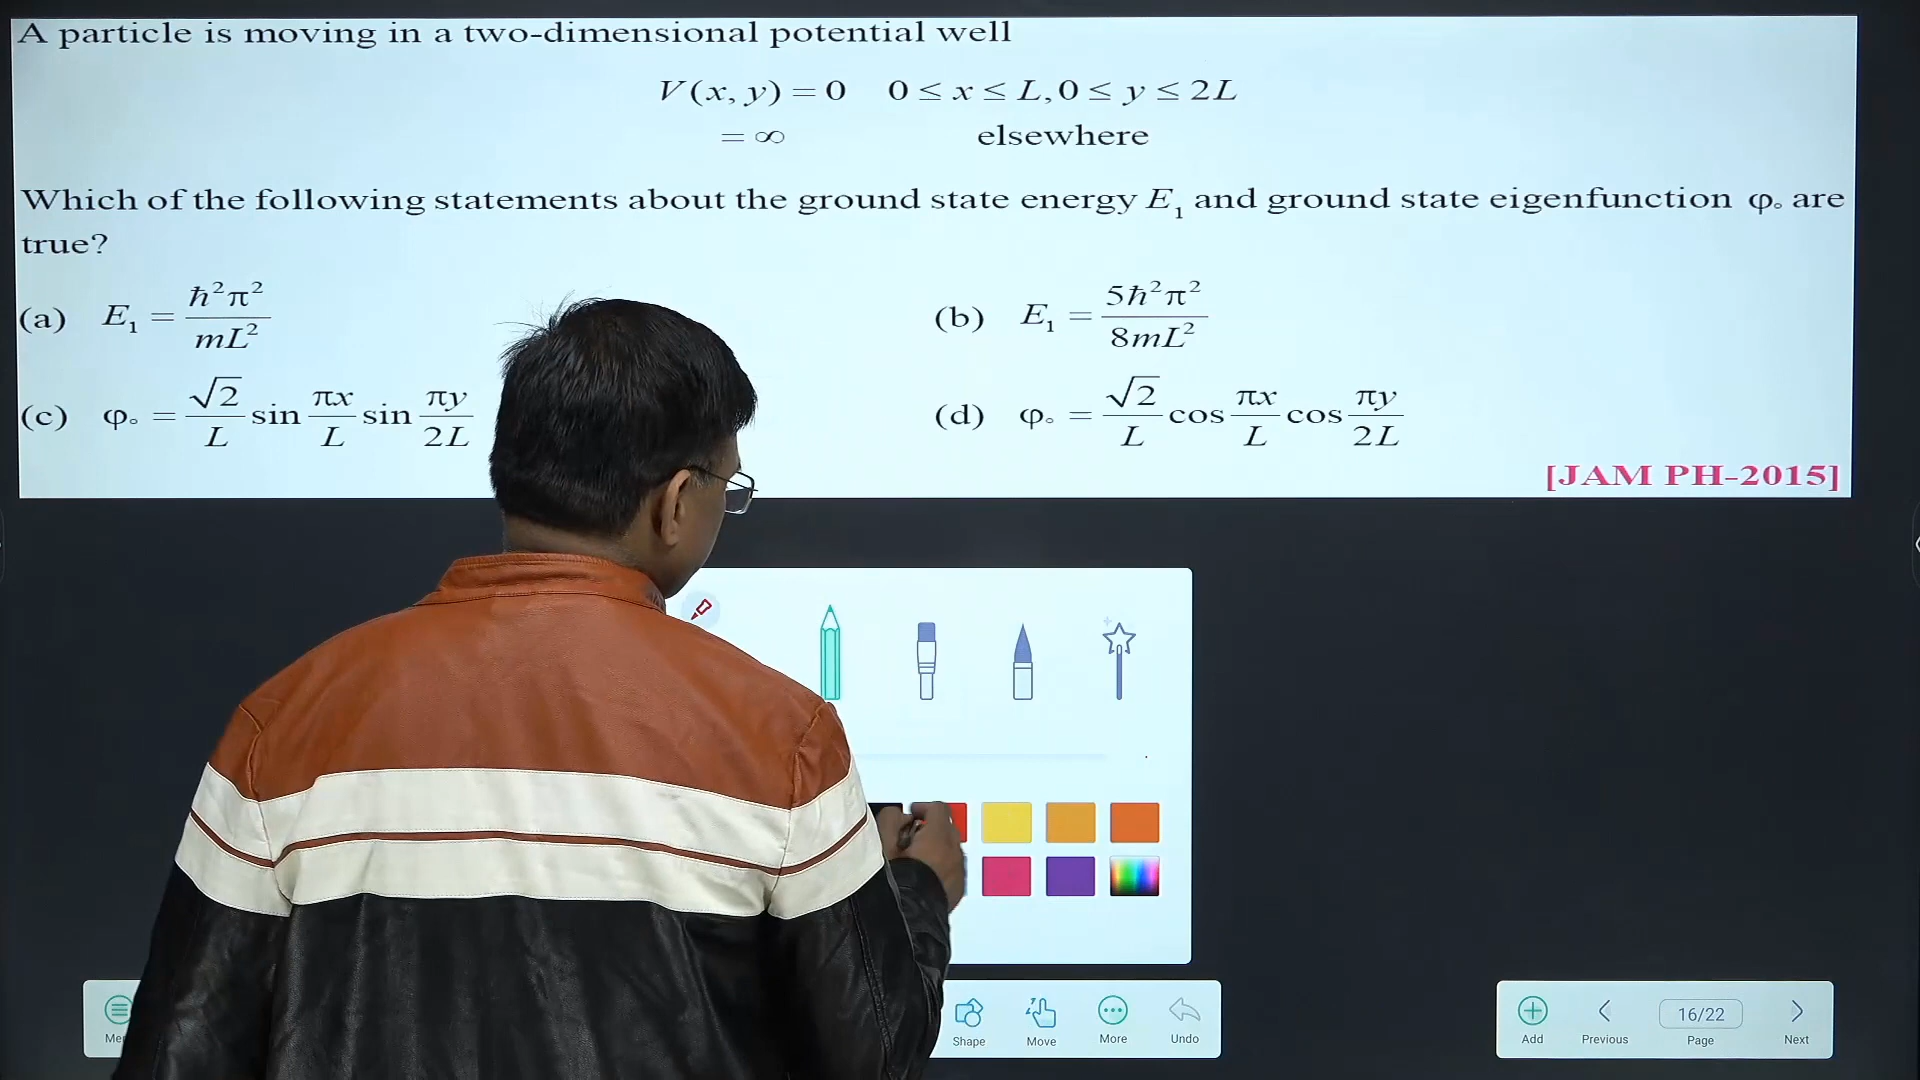 A particle is moving in a two-dimensional potential well
V(x, y) = 0 0 ≤ x ≤ L, 0 ≤ y ≤ 2L
= ∞ elsewhere
Which of the following statements about the ground state energy E₁ and ground state eigenfunction φ∘ are
true?
(a) E₁ = ħ²π² / mL²
(b) E₁ = 5ħ²π² / 8mL²
(c) φ∘ = √2/L sin πx/L sin πy/2L
(d) φ∘ = √2/L cos πx/L cos πy/2L
[JAM PH-2015]
Shape Move More Undo
Add Previous 16/22 Page Next